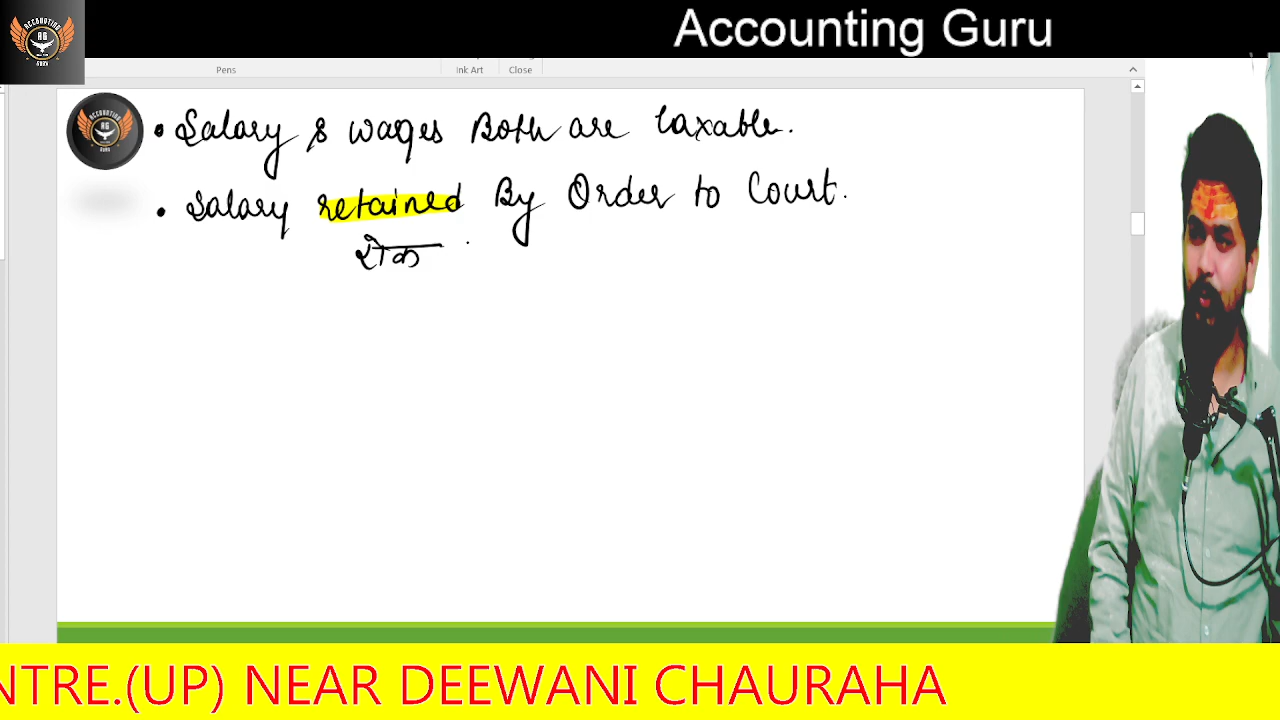 Accounting Guru
Pens
Ink Art
Close
• Salary & wages Both are taxable.
• Salary retained By Order to Court.
रोक
NTRE.(UP) NEAR DEEWANI CHAURAHA